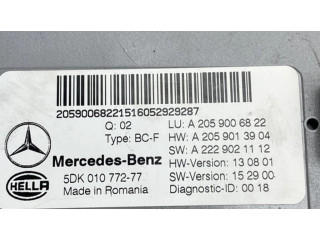 20590068221516052929287
Q: 02 LU: A 205 900 68 22
Type: BC-F HW: A 205 901 39 04
Mercedes-Benz SW: A 222 902 11 12
HW-Version: 13 08 01
HELLA 5DK 010 772-77 SW-Version: 15 29 00
Made in Romania Diagnostic-ID: 00 18